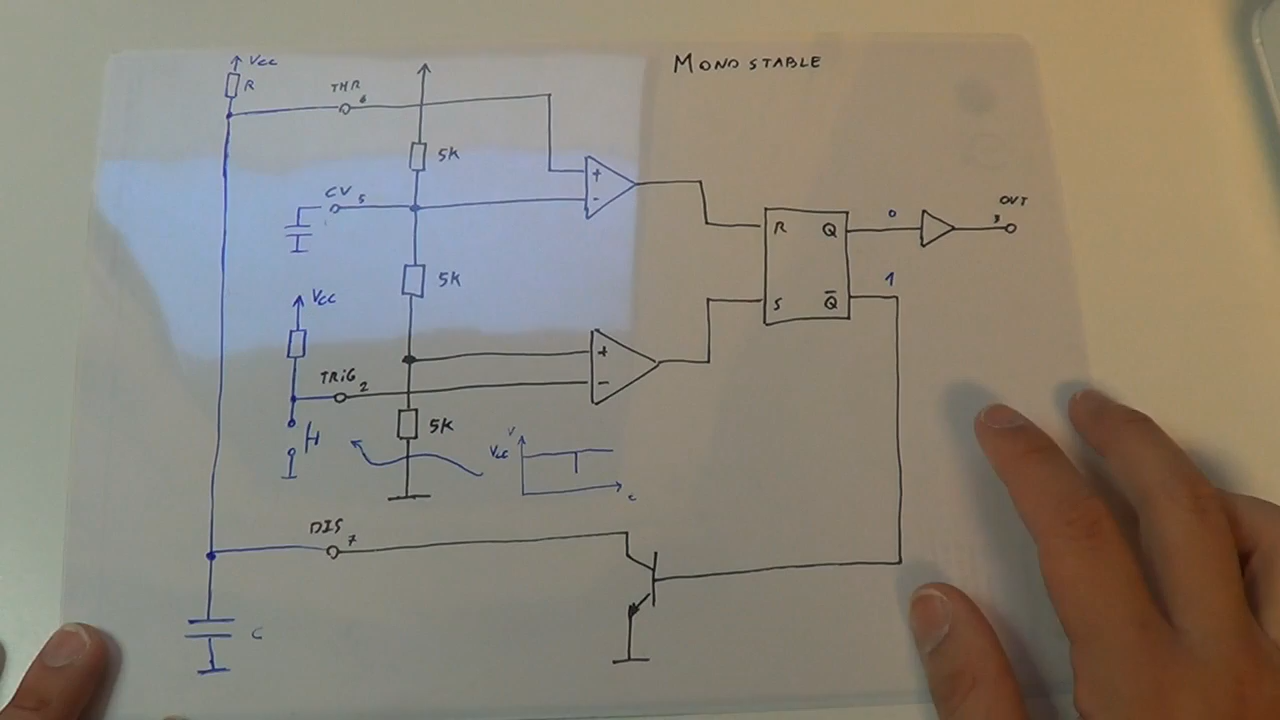 MONOSTABLE
Vcc
R
THR
6
5K
CV 5
+
-
R Q
0
OUT
3
5K
Vcc
1
S Q̅
TRiG 2
+
-
5K
V
Vcc
t
DIS 7
C